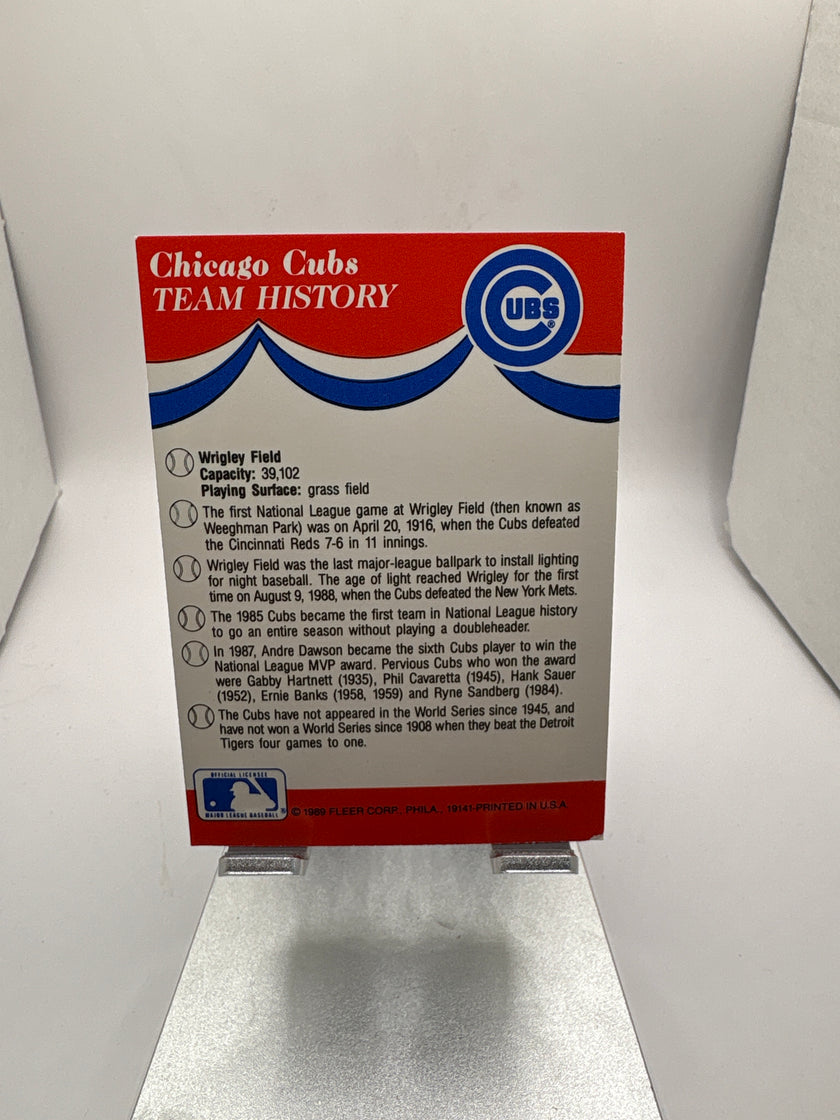 Chicago Cubs
TEAM HISTORY
CUBS®
Wrigley Field
Capacity: 39,102
Playing Surface: grass field
The first National League game at Wrigley Field (then known as
Weeghman Park) was on April 20, 1916, when the Cubs defeated
the Cincinnati Reds 7-6 in 11 innings.
Wrigley Field was the last major-league ballpark to install lighting
for night baseball. The age of light reached Wrigley for the first
time on August 9, 1988, when the Cubs defeated the New York Mets.
The 1985 Cubs became the first team in National League history
to go an entire season without playing a doubleheader.
In 1987, Andre Dawson became the sixth Cubs player to win the
National League MVP award. Pervious Cubs who won the award
were Gabby Hartnett (1935), Phil Cavaretta (1945), Hank Sauer
(1952), Ernie Banks (1958, 1959) and Ryne Sandberg (1984).
The Cubs have not appeared in the World Series since 1945, and
have not won a World Series since 1908 when they beat the Detroit
Tigers four games to one.
OFFICIAL LICENSEE
MAJOR LEAGUE BASEBALL®
© 1989 FLEER CORP., PHILA., 19141-PRINTED IN U.S.A.